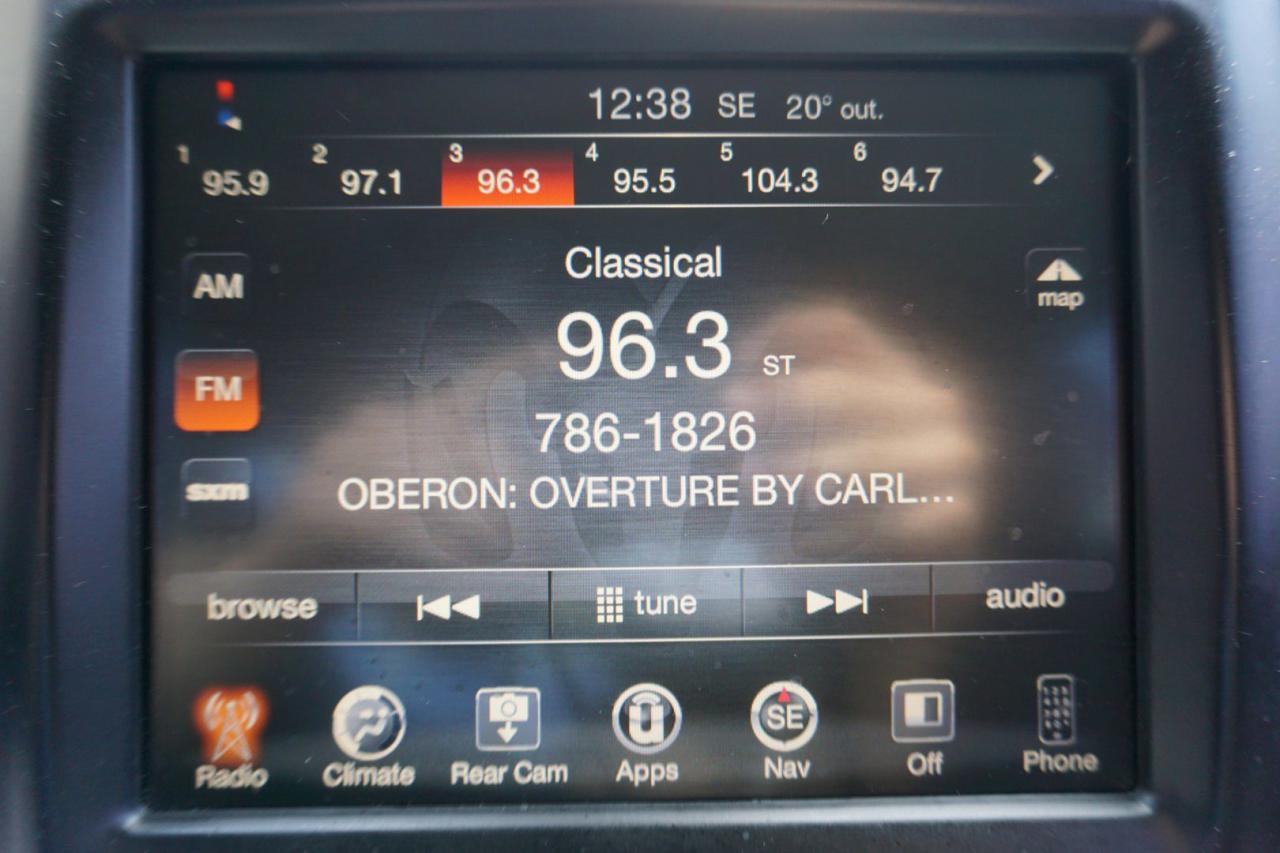 12:38 SE 20° out.
1 95.9 2 97.1 3 96.3 4 95.5 5 104.3 6 94.7
Classical
AM
map
96.3 ST
FM
786-1826
sxm
OBERON: OVERTURE BY CARL...
browse tune audio
SE
Radio Climate Rear Cam Apps Nav Off Phone